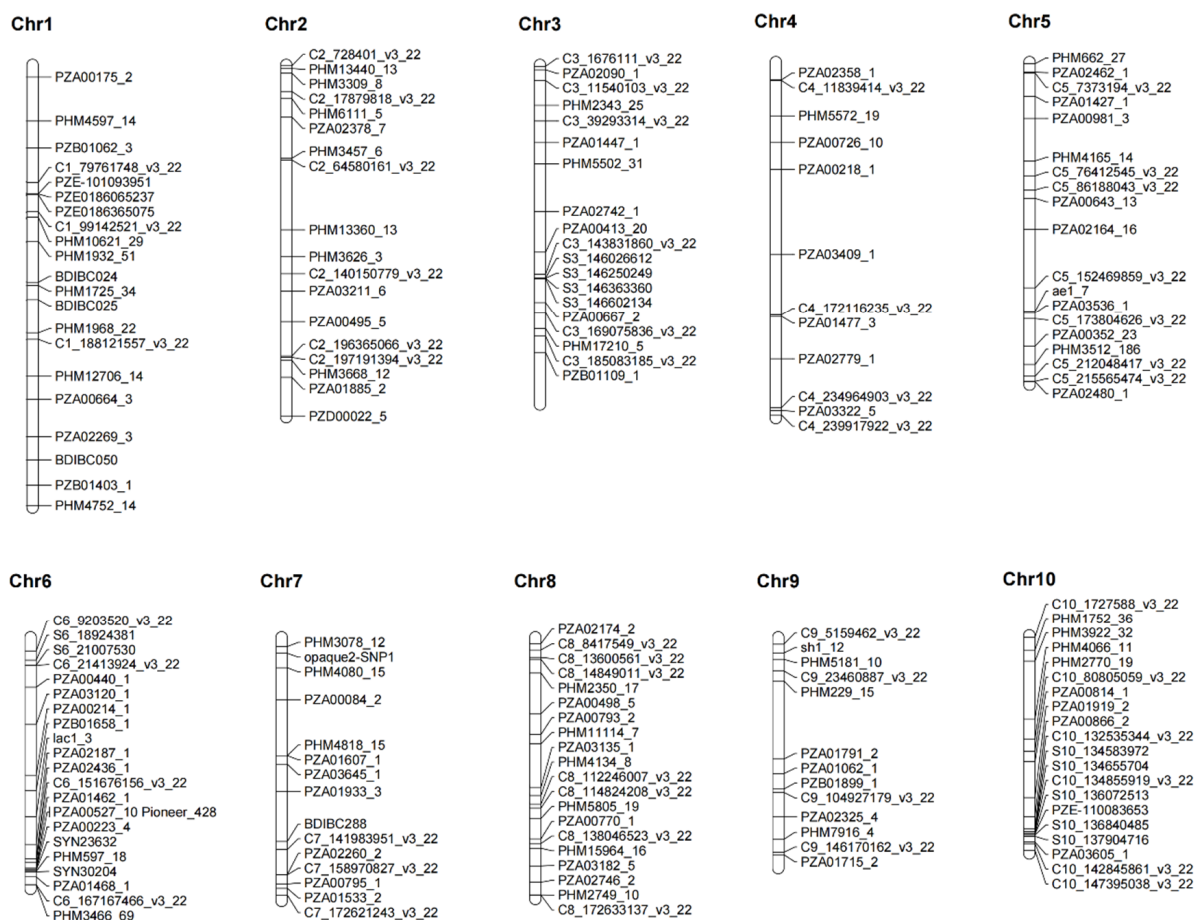 Chr1
PZA00175_2
PHM4597_14
PZB01062_3
C1_79761748_v3_22
PZE-101093951
PZE0186065237
PZE0186365075
C1_99142521_v3_22
PHM10621_29
PHM1932_51
BDIBC024
PHM1725_34
BDIBC025
PHM1968_22
C1_188121557_v3_22
PHM12706_14
PZA00664_3
PZA02269_3
BDIBC050
PZB01403_1
PHM4752_14
Chr2
C2_728401_v3_22
PHM13440_13
PHM3309_8
C2_17879818_v3_22
PHM6111_5
PZA02378_7
PHM3457_6
C2_64580161_v3_22
PHM13360_13
PHM3626_3
C2_140150779_v3_22
PZA03211_6
PZA00495_5
C2_196365066_v3_22
C2_197191394_v3_22
PHM3668_12
PZA01885_2
PZD00022_5
Chr3
C3_1676111_v3_22
PZA02090_1
C3_11540103_v3_22
PHM2343_25
C3_39293314_v3_22
PZA01447_1
PHM5502_31
PZA02742_1
PZA00413_20
C3_143831860_v3_22
S3_146026612
S3_146250249
S3_146363360
S3_146602134
PZA00667_2
C3_169075836_v3_22
PHM17210_5
C3_185083185_v3_22
PZB01109_1
Chr4
PZA02358_1
C4_11839414_v3_22
PHM5572_19
PZA00726_10
PZA00218_1
PZA03409_1
C4_172116235_v3_22
PZA01477_3
PZA02779_1
C4_234964903_v3_22
PZA03322_5
C4_239917922_v3_22
Chr5
PHM662_27
PZA02462_1
C5_7373194_v3_22
PZA01427_1
PZA00981_3
PHM4165_14
C5_76412545_v3_22
C5_86188043_v3_22
PZA00643_13
PZA02164_16
C5_152469859_v3_22
ae1_7
PZA03536_1
C5_173804626_v3_22
PZA00352_23
PHM3512_186
C5_212048417_v3_22
C5_215565474_v3_22
PZA02480_1
Chr6
C6_9203520_v3_22
S6_18924381
S6_21007530
C6_21413924_v3_22
PZA00440_1
PZA03120_1
PZA00214_1
PZB01658_1
lac1_3
PZA02187_1
PZA02436_1
C6_151676156_v3_22
PZA01462_1
PZA00527_10 Pioneer_428
PZA00223_4
SYN23632
PHM597_18
SYN30204
PZA01468_1
C6_167167466_v3_22
PHM3466_69
Chr7
PHM3078_12
opaque2-SNP1
PHM4080_15
PZA00084_2
PHM4818_15
PZA01607_1
PZA03645_1
PZA01933_3
BDIBC288
C7_141983951_v3_22
PZA02260_2
C7_158970827_v3_22
PZA00795_1
PZA01533_2
C7_172621243_v3_22
Chr8
PZA02174_2
C8_8417549_v3_22
C8_13600561_v3_22
C8_14849011_v3_22
PHM2350_17
PZA00498_5
PZA00793_2
PHM11114_7
PZA03135_1
PHM4134_8
C8_112246007_v3_22
C8_114824208_v3_22
PHM5805_19
PZA00770_1
C8_138046523_v3_22
PHM15964_16
PZA03182_5
PZA02746_2
PHM2749_10
C8_172633137_v3_22
Chr9
C9_5159462_v3_22
sh1_12
PHM5181_10
C9_23460887_v3_22
PHM229_15
PZA01791_2
PZA01062_1
PZB01899_1
C9_104927179_v3_22
PZA02325_4
PHM7916_4
C9_146170162_v3_22
PZA01715_2
Chr10
C10_1727588_v3_22
PHM1752_36
PHM3922_32
PHM4066_11
PHM2770_19
C10_80805059_v3_22
PZA00814_1
PZA01919_2
PZA00866_2
C10_132535344_v3_22
S10_134583972
S10_134655704
C10_134855919_v3_22
S10_136072513
PZE-110083653
S10_136840485
S10_137904716
PZA03605_1
C10_142845861_v3_22
C10_147395038_v3_22